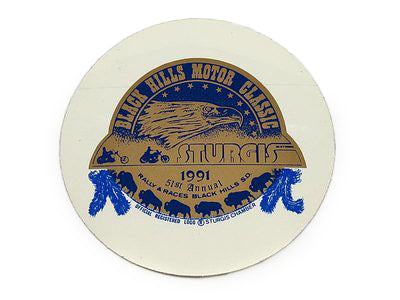 BLACK HILLS MOTOR CLASSIC
STURGIS
1991
51st Annual
RALLY & RACES BLACK HILLS S.D.
OFFICIAL REGISTERED LOGO ® STURGIS CHAMBER